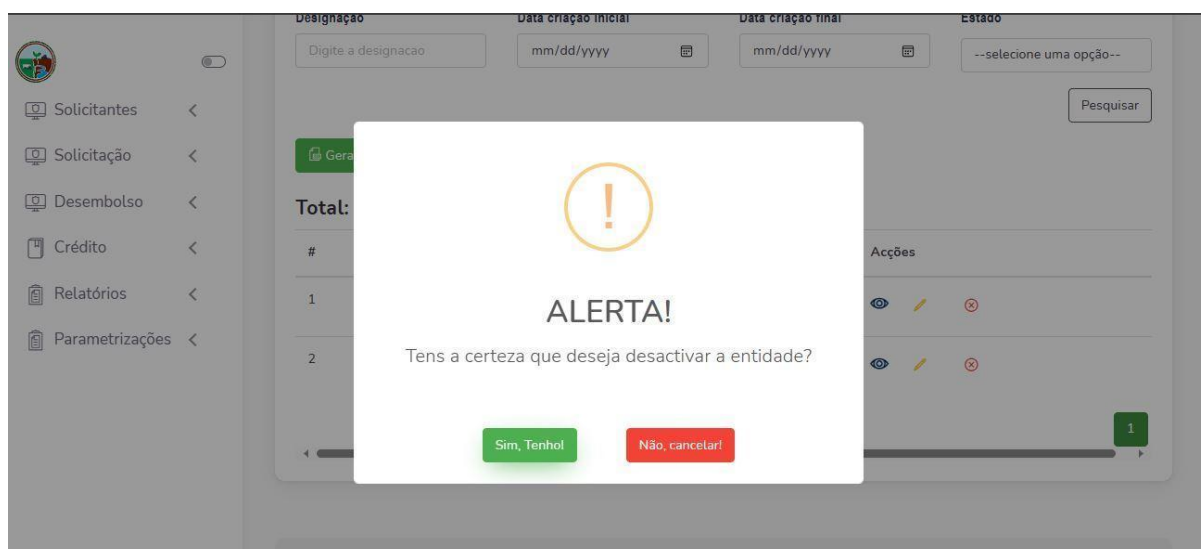 Designação Data criação inicial Data criação final Estado
Digite a designacao mm/dd/yyyy mm/dd/yyyy --selecione uma opção--
Solicitantes
Pesquisar
Solicitação
Gera
Desembolso
Total:
Crédito
# Acções
Relatórios
1
ALERTA!
Parametrizações
Tens a certeza que deseja desactivar a entidade?
2
Sim, Tenho!
Não, cancelar!
1